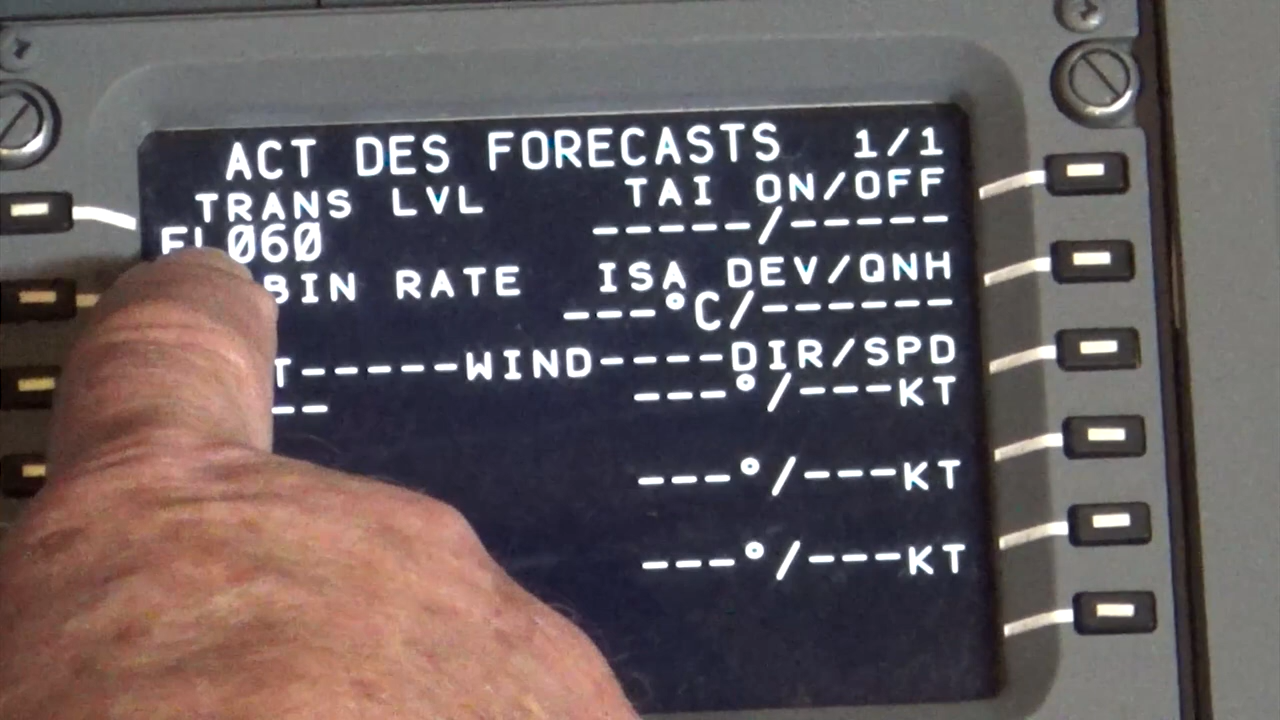 ACT DES FORECASTS 1/1
TRANS LVL TAI ON/OFF
FL060 -----/-----
RATE ISA DEV/QNH
---°C/------
-----WIND----DIR/SPD
-- ---°/---KT
---°/---KT
---°/---KT